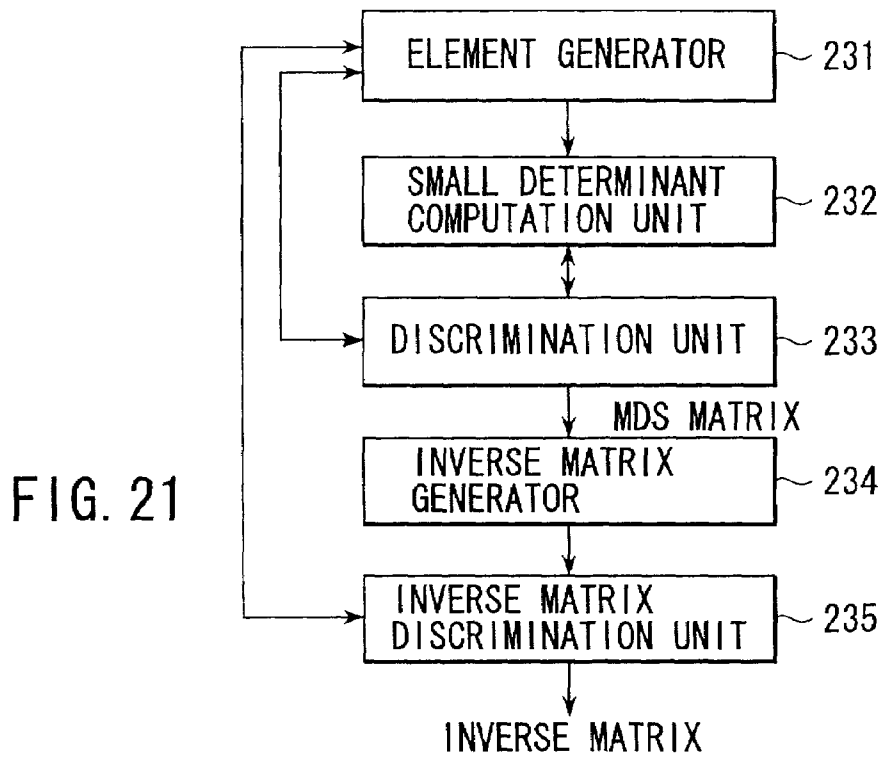 ELEMENT GENERATOR
231
SMALL DETERMINANT
COMPUTATION UNIT
232
DISCRIMINATION UNIT
233
MDS MATRIX
INVERSE MATRIX
GENERATOR
234
FIG. 21
INVERSE MATRIX
DISCRIMINATION UNIT
235
INVERSE MATRIX